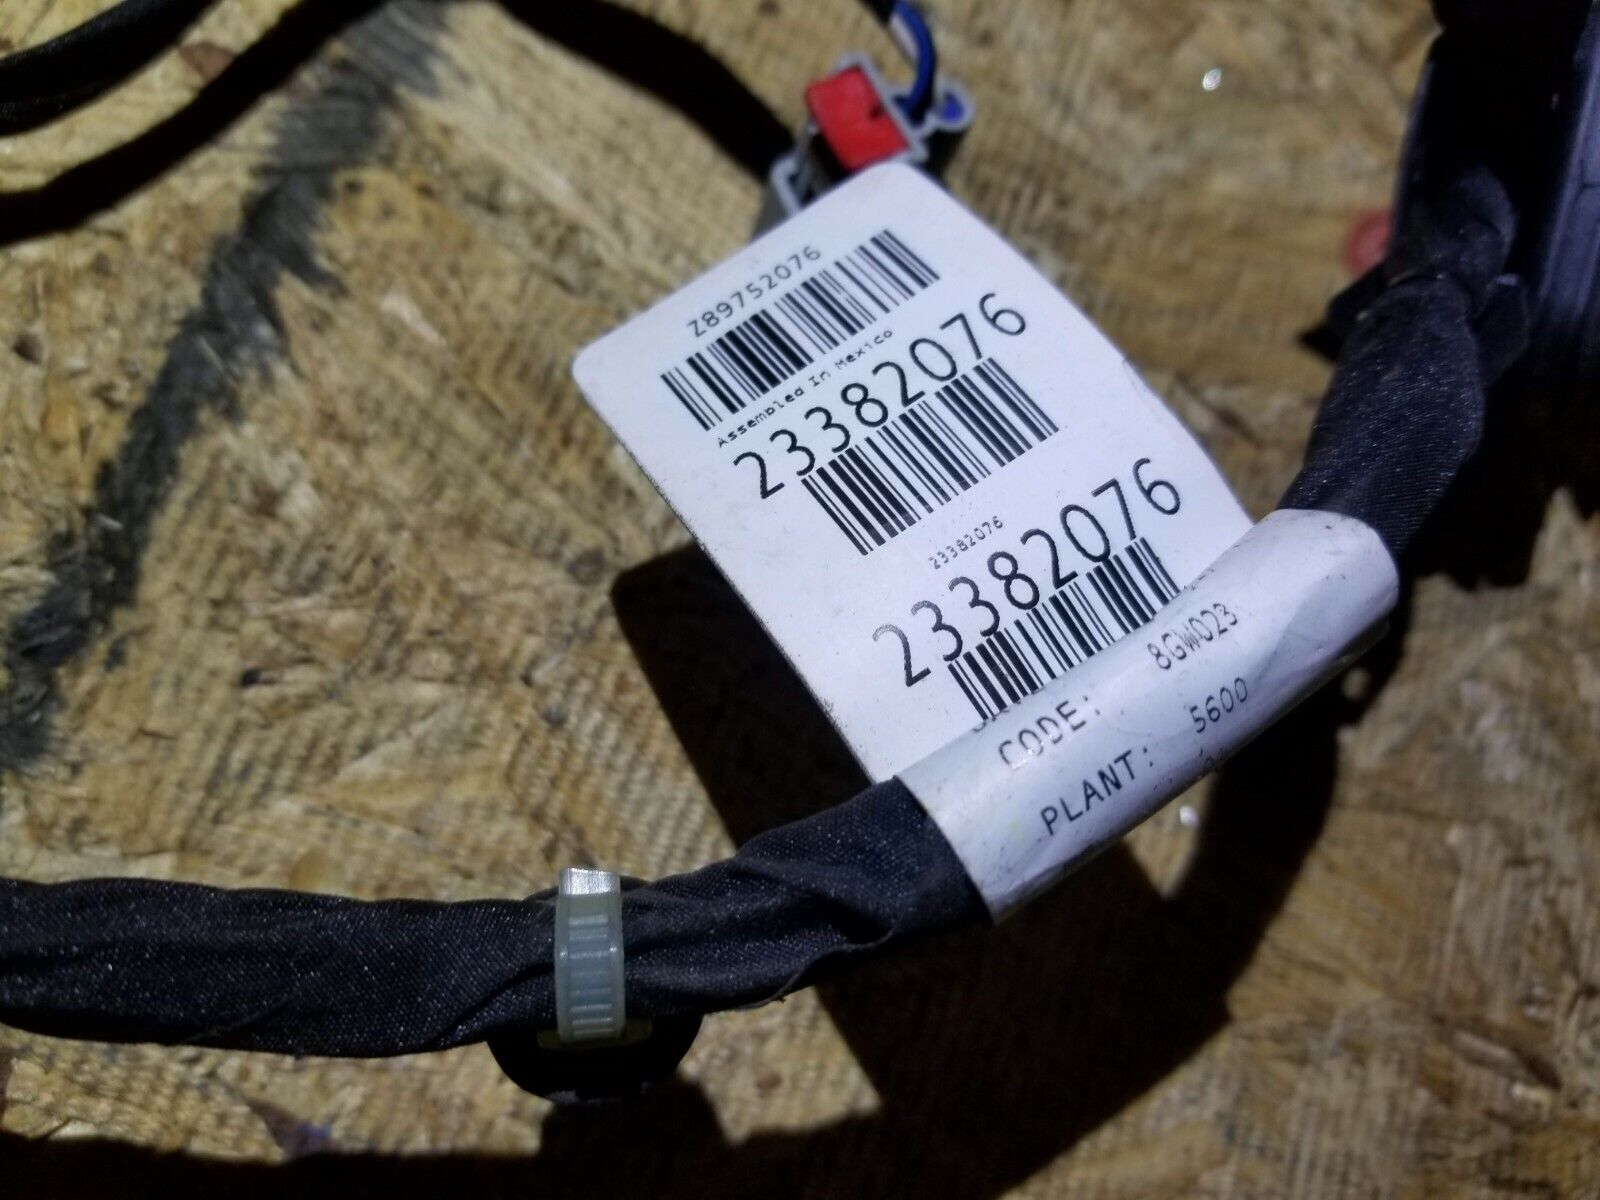 Z89752076
Assembled In Mexico
23382076
23382076
23382076
CODE: 8GW023
PLANT: 5600